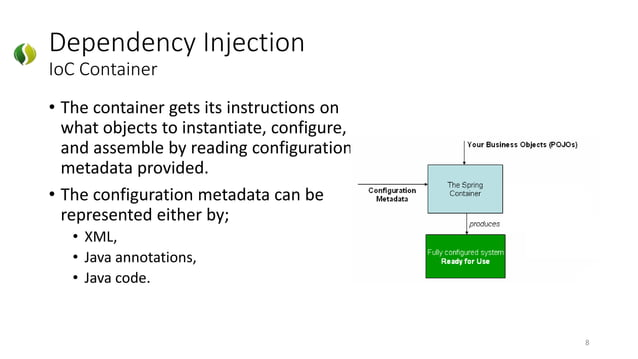 Dependency Injection
IoC Container
• The container gets its instructions on
what objects to instantiate, configure,
and assemble by reading configuration
metadata provided.
• The configuration metadata can be
represented either by;
• XML,
• Java annotations,
• Java code.
Your Business Objects (POJOs)
Configuration
Metadata
The Spring
Container
produces
Fully configured system
Ready for Use
8